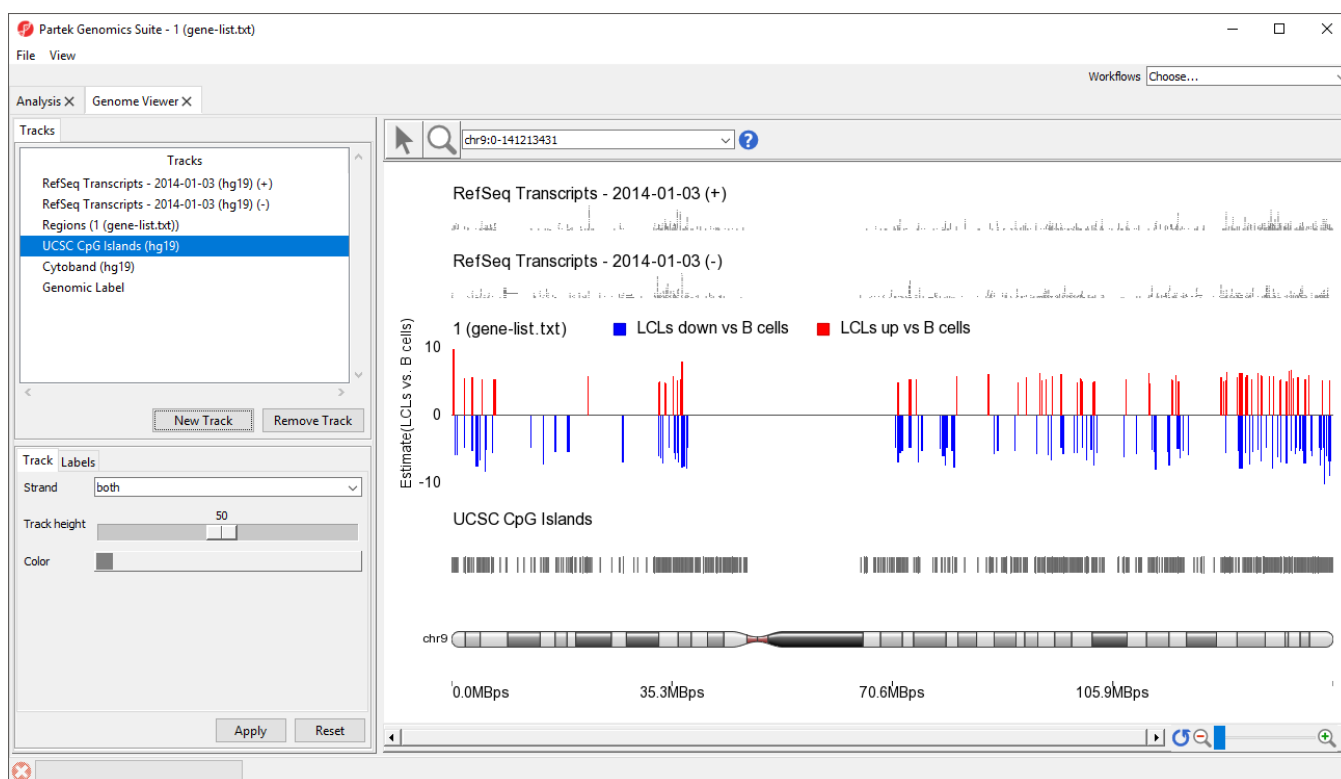 Partek Genomics Suite - 1 (gene-list.txt)
File View
Workflows Choose...
Analysis X Genome Viewer X
Tracks
Tracks
RefSeq Transcripts - 2014-01-03 (hg19) (+)
RefSeq Transcripts - 2014-01-03 (hg19) (-)
Regions (1 (gene-list.txt))
UCSC CpG Islands (hg19)
Cytoband (hg19)
Genomic Label
New Track Remove Track
Track Labels
Strand both
Track height 50
Color
Apply Reset
chr9:0-141213431 ?
RefSeq Transcripts - 2014-01-03 (+)
RefSeq Transcripts - 2014-01-03 (-)
1 (gene-list.txt) LCLs down vs B cells LCLs up vs B cells
Estimate(LCLs vs. B cells)
10
0
-10
UCSC CpG Islands
chr9
0.0MBps 35.3MBps 70.6MBps 105.9MBps